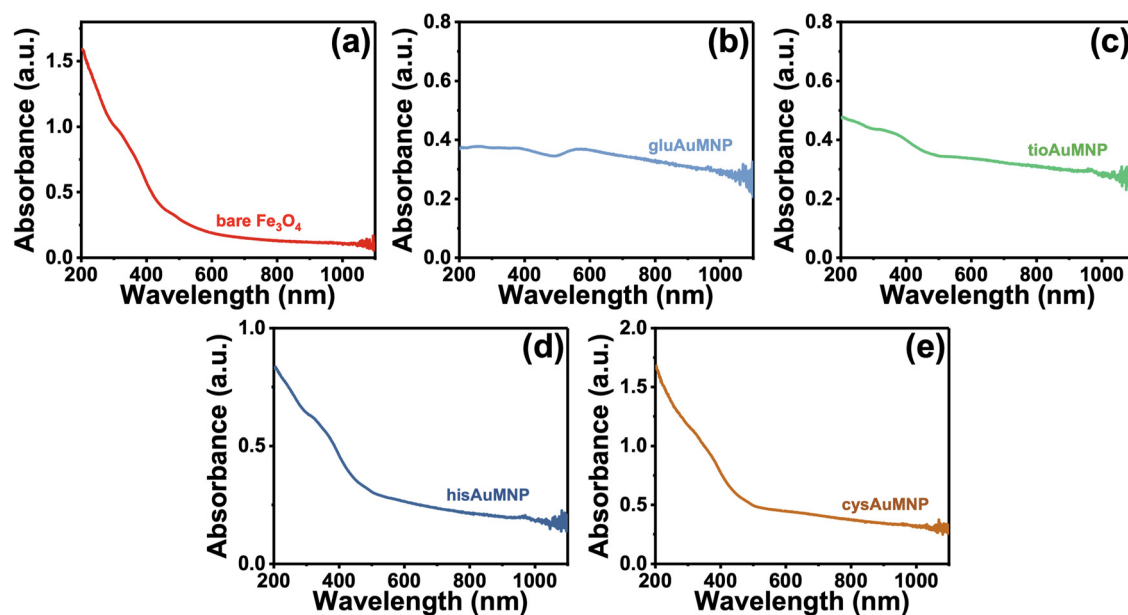 (a)
Absorbance (a.u.)
1.5
1.0
0.5
0.0
bare Fe₃O₄
200 400 600 800 1000
Wavelength (nm)
(b)
Absorbance (a.u.)
0.8
0.6
0.4
0.2
0.0
gluAuMNP
200 400 600 800 1000
Wavelength (nm)
(c)
Absorbance (a.u.)
0.8
0.6
0.4
0.2
0.0
tioAuMNP
200 400 600 800 1000
Wavelength (nm)
(d)
Absorbance (a.u.)
1.0
0.5
0.0
hisAuMNP
200 400 600 800 1000
Wavelength (nm)
(e)
Absorbance (a.u.)
2.0
1.5
1.0
0.5
0.0
cysAuMNP
200 400 600 800 1000
Wavelength (nm)